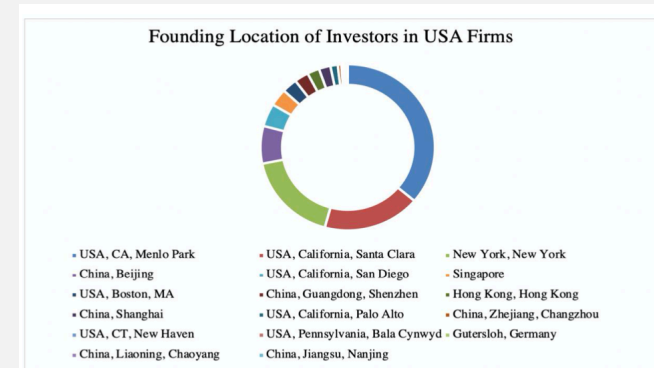 Founding Location of Investors in USA Firms
USA, CA, Menlo Park USA, California, Santa Clara New York, New York
China, Beijing USA, California, San Diego Singapore
USA, Boston, MA China, Guangdong, Shenzhen Hong Kong, Hong Kong
China, Shanghai USA, California, Palo Alto China, Zhejiang, Changzhou
USA, CT, New Haven USA, Pennsylvania, Bala Cynwyd Gutersloh, Germany
China, Liaoning, Chaoyang China, Jiangsu, Nanjing